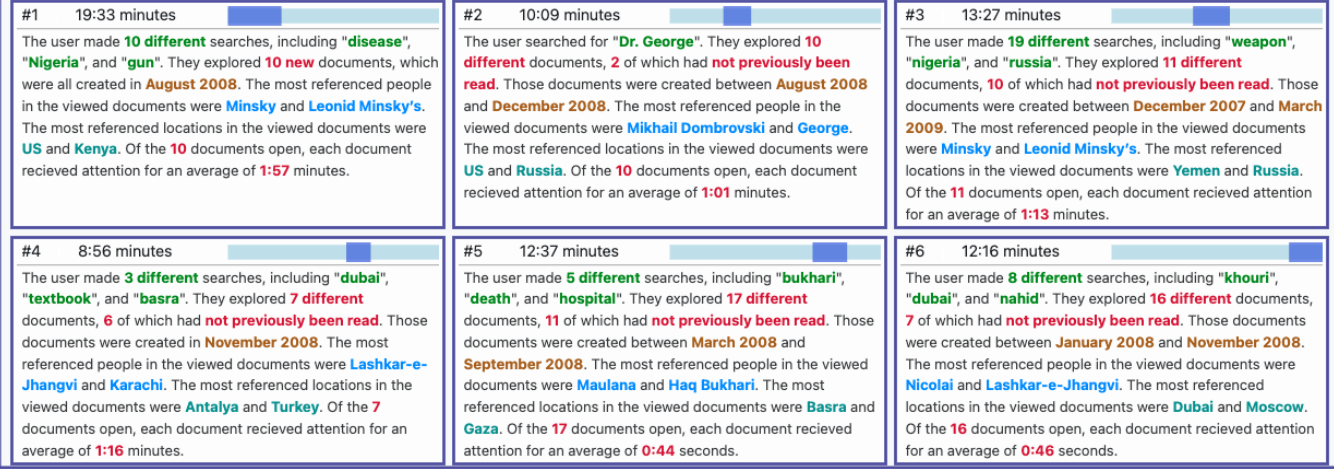 #1 19:33 minutes
The user made 10 different searches, including "disease",
"Nigeria", and "gun". They explored 10 new documents, which
were all created in August 2008. The most referenced people
in the viewed documents were Minsky and Leonid Minsky's.
The most referenced locations in the viewed documents were
US and Kenya. Of the 10 documents open, each document
recieved attention for an average of 1:57 minutes.
#2 10:09 minutes
The user searched for "Dr. George". They explored 10
different documents, 2 of which had not previously been
read. Those documents were created between August 2008
and December 2008. The most referenced people in the
viewed documents were Mikhail Dombrovski and George.
The most referenced locations in the viewed documents were
US and Russia. Of the 10 documents open, each document
recieved attention for an average of 1:01 minutes.
#3 13:27 minutes
The user made 19 different searches, including "weapon",
"nigeria", and "russia". They explored 11 different
documents, 10 of which had not previously been read. Those
documents were created between December 2007 and March
2009. The most referenced people in the viewed documents
were Minsky and Leonid Minsky's. The most referenced
locations in the viewed documents were Yemen and Russia.
Of the 11 documents open, each document recieved attention
for an average of 1:13 minutes.
#4 8:56 minutes
The user made 3 different searches, including "dubai",
"textbook", and "basra". They explored 7 different
documents, 6 of which had not previously been read. Those
documents were created in November 2008. The most
referenced people in the viewed documents were Lashkar-e-
Jhangvi and Karachi. The most referenced locations in the
viewed documents were Antalya and Turkey. Of the 7
documents open, each document recieved attention for an
average of 1:16 minutes.
#5 12:37 minutes
The user made 5 different searches, including "bukhari",
"death", and "hospital". They explored 17 different
documents, 11 of which had not previously been read. Those
documents were created between March 2008 and
September 2008. The most referenced people in the viewed
documents were Maulana and Haq Bukhari. The most
referenced locations in the viewed documents were Basra and
Gaza. Of the 17 documents open, each document recieved
attention for an average of 0:44 seconds.
#6 12:16 minutes
The user made 8 different searches, including "khouri",
"dubai", and "nahid". They explored 16 different documents,
7 of which had not previously been read. Those documents
were created between January 2008 and November 2008.
The most referenced people in the viewed documents were
Nicolai and Lashkar-e-Jhangvi. The most referenced
locations in the viewed documents were Dubai and Moscow.
Of the 16 documents open, each document recieved attention
for an average of 0:46 seconds.